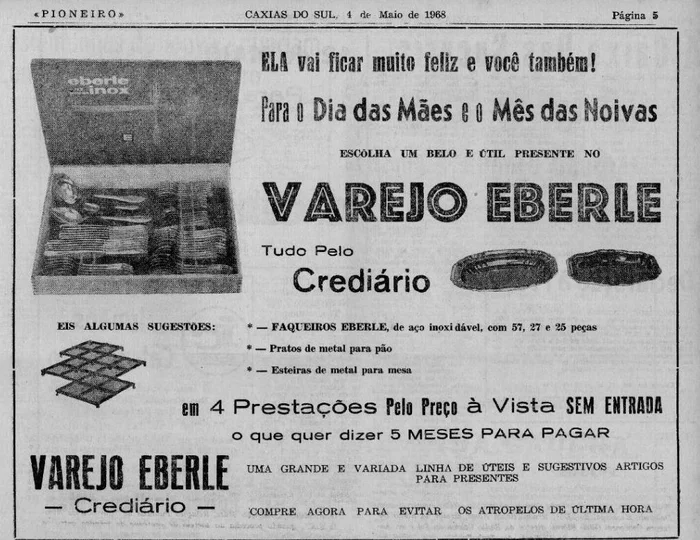 «PIONEIRO» CAXIAS DO SUL, 4 de Maio de 1968 Página 5
eberle
inox
ELA vai ficar muito feliz e você também!
Para o Dia das Mães e o Mês das Noivas
ESCOLHA UM BELO E ÚTIL PRESENTE NO
VAREJO EBERLE
Tudo Pelo
Crediário
EIS ALGUMAS SUGESTÕES:
* — FAQUEIROS EBERLE, de aço inoxidável, com 57, 27 e 25 peças
* — Pratos de metal para pão
* — Esteiras de metal para mesa
em 4 Prestações Pelo Preço à Vista SEM ENTRADA
o que quer dizer 5 MESES PARA PAGAR
VAREJO EBERLE
— Crediário —
UMA GRANDE E VARIADA LINHA DE ÚTEIS E SUGESTIVOS ARTIGOS
PARA PRESENTES
COMPRE AGORA PARA EVITAR OS ATROPELOS DE ÚLTIMA HORA